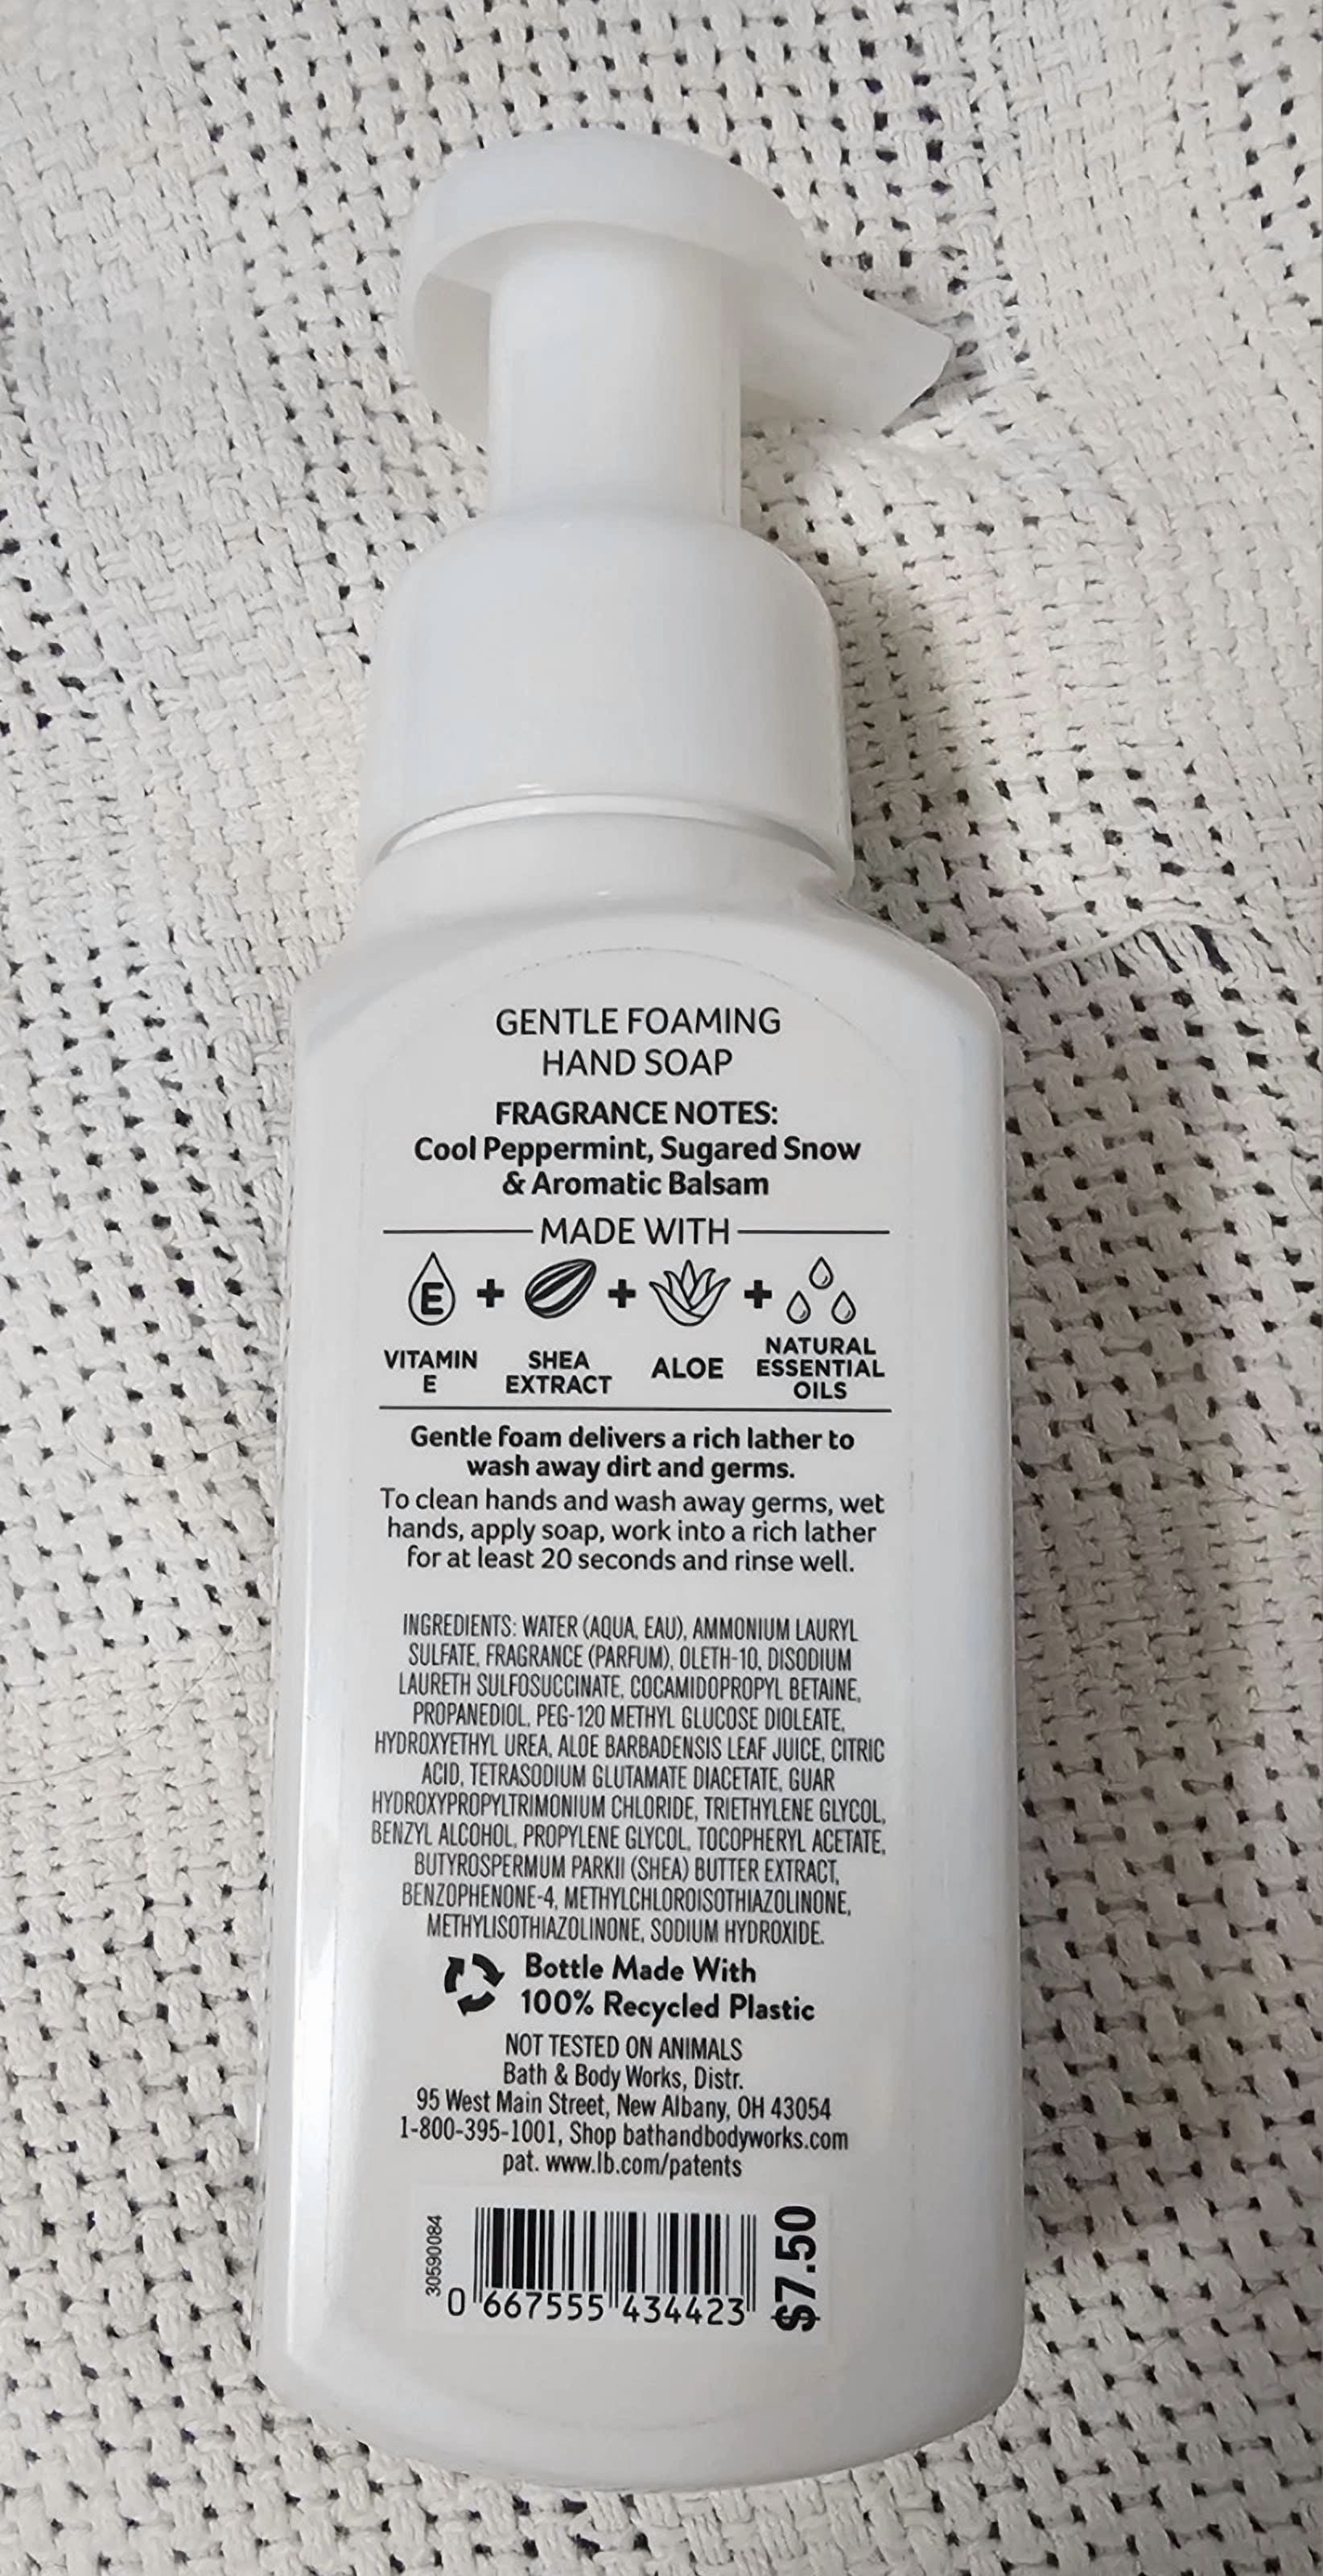 GENTLE FOAMING
HAND SOAP
FRAGRANCE NOTES:
Cool Peppermint, Sugared Snow
& Aromatic Balsam
MADE WITH
E + + +
VITAMIN
E
SHEA
EXTRACT
ALOE
NATURAL
ESSENTIAL
OILS
Gentle foam delivers a rich lather to
wash away dirt and germs.
To clean hands and wash away germs, wet
hands, apply soap, work into a rich lather
for at least 20 seconds and rinse well.
INGREDIENTS: WATER (AQUA, EAU), AMMONIUM LAURYL
SULFATE, FRAGRANCE (PARFUM), OLETH-10, DISODIUM
LAURETH SULFOSUCCINATE, COCAMIDOPROPYL BETAINE,
PROPANEDIOL, PEG-120 METHYL GLUCOSE DIOLEATE,
HYDROXYETHYL UREA, ALOE BARBADENSIS LEAF JUICE, CITRIC
ACID, TETRASODIUM GLUTAMATE DIACETATE, GUAR
HYDROXYPROPYLTRIMONIUM CHLORIDE, TRIETHYLENE GLYCOL,
BENZYL ALCOHOL, PROPYLENE GLYCOL, TOCOPHERYL ACETATE,
BUTYROSPERMUM PARKII (SHEA) BUTTER EXTRACT,
BENZOPHENONE-4, METHYLCHLOROISOTHIAZOLINONE,
METHYLISOTHIAZOLINONE, SODIUM HYDROXIDE.
Bottle Made With
100% Recycled Plastic
NOT TESTED ON ANIMALS
Bath & Body Works, Distr.
95 West Main Street, New Albany, OH 43054
1-800-395-1001, Shop bathandbodyworks.com
pat. www.lb.com/patents
30590084
0 667555 434423
$7.50